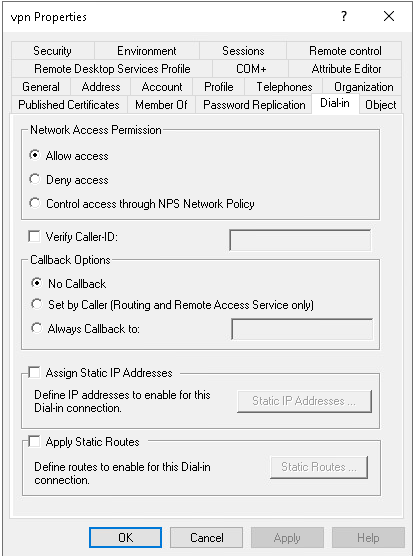 vpn Properties
?
Security Environment Sessions Remote control
Remote Desktop Services Profile COM+ Attribute Editor
General Address Account Profile Telephones Organization
Published Certificates Member Of Password Replication Dial-in Object
Network Access Permission
Allow access
Deny access
Control access through NPS Network Policy
Verify Caller-ID:
Callback Options
No Callback
Set by Caller (Routing and Remote Access Service only)
Always Callback to:
Assign Static IP Addresses
Define IP addresses to enable for this
Dial-in connection.
Static IP Addresses ...
Apply Static Routes
Define routes to enable for this Dial-in
connection.
Static Routes ...
OK Cancel Apply Help